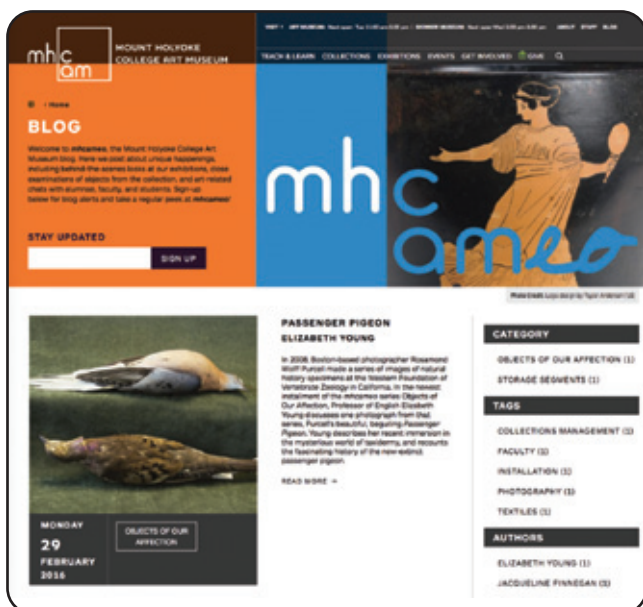 mhc
am
MOUNT HOLYOKE
COLLEGE ART MUSEUM
VISIT
ART MUSEUM
ABOUT STAFF BLOG
TEACH & LEARN COLLECTIONS EXHIBITIONS EVENTS GET INVOLVED GIVE
Home
BLOG
Welcome to mhcameo, the Mount Holyoke College Art
Museum blog. Here we post about unique happenings,
including behind-the-scenes looks at our exhibitions, close
examinations of objects from the collection, and art-related
chats with alumnae, faculty, and students. Sign-up
below for blog alerts and take a regular peek at mhcameo!
STAY UPDATED
SIGN UP
mhc
ameo
Photo Credit: Logo design by
PASSENGER PIGEON
ELIZABETH YOUNG
In 2008, Boston-based photographer Rosamond
Wolff Purcell made a series of images of natural
history specimens at the Western Foundation of
Vertebrate Zoology in California. In the newest
installment of the mhcameo series Objects of
Our Affection, Professor of English Elizabeth
Young discusses one photograph from that
series, Purcell's beautiful, beguiling Passenger
Pigeon. Young describes her recent immersion in
the mysterious world of taxidermy, and recounts
the fascinating history of the now-extinct
passenger pigeon.
READ MORE →
MONDAY
29
FEBRUARY
2016
OBJECTS OF OUR
AFFECTION
CATEGORY
OBJECTS OF OUR AFFECTION (1)
STORAGE SEGMENTS (1)
TAGS
COLLECTIONS MANAGEMENT (1)
FACULTY (1)
INSTALLATION (1)
PHOTOGRAPHY (1)
TEXTILES (1)
AUTHORS
ELIZABETH YOUNG (1)
JACQUELINE FINNEGAN (1)